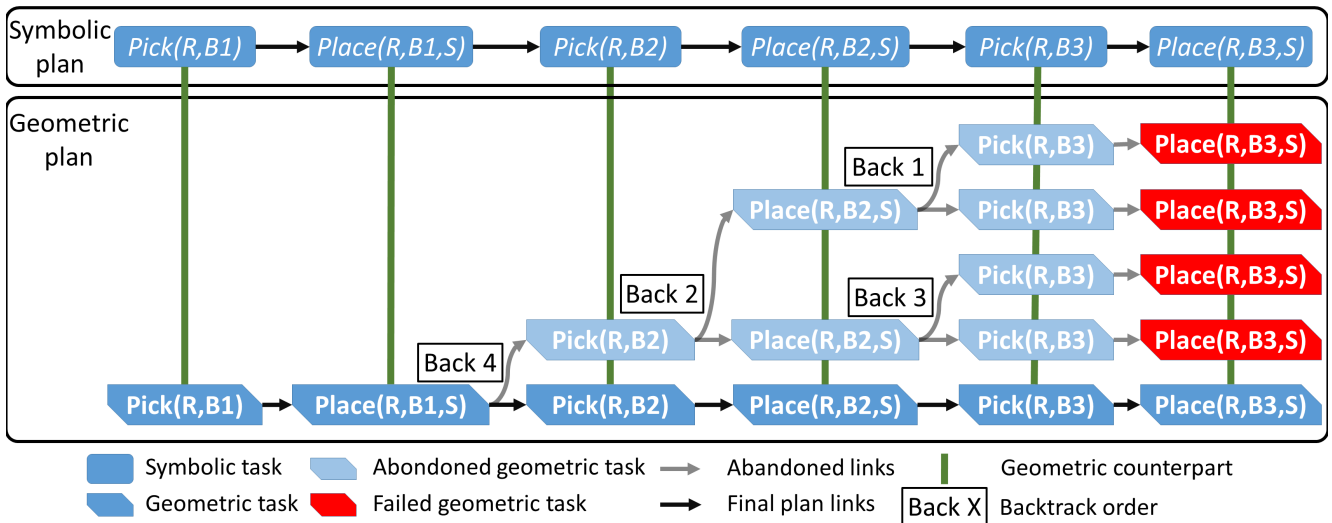 Symbolic plan
Pick(R,B1) Place(R,B1,S) Pick(R,B2) Place(R,B2,S) Pick(R,B3) Place(R,B3,S)
Geometric plan
Pick(R,B3) Place(R,B3,S)
Back 1
Place(R,B2,S) Pick(R,B3) Place(R,B3,S)
Pick(R,B3) Place(R,B3,S)
Back 2 Back 3
Pick(R,B2) Place(R,B2,S) Pick(R,B3) Place(R,B3,S)
Back 4
Pick(R,B1) Place(R,B1,S) Pick(R,B2) Place(R,B2,S) Pick(R,B3) Place(R,B3,S)
Symbolic task Abondoned geometric task Abandoned links Geometric counterpart
Geometric task Failed geometric task Final plan links Back X Backtrack order